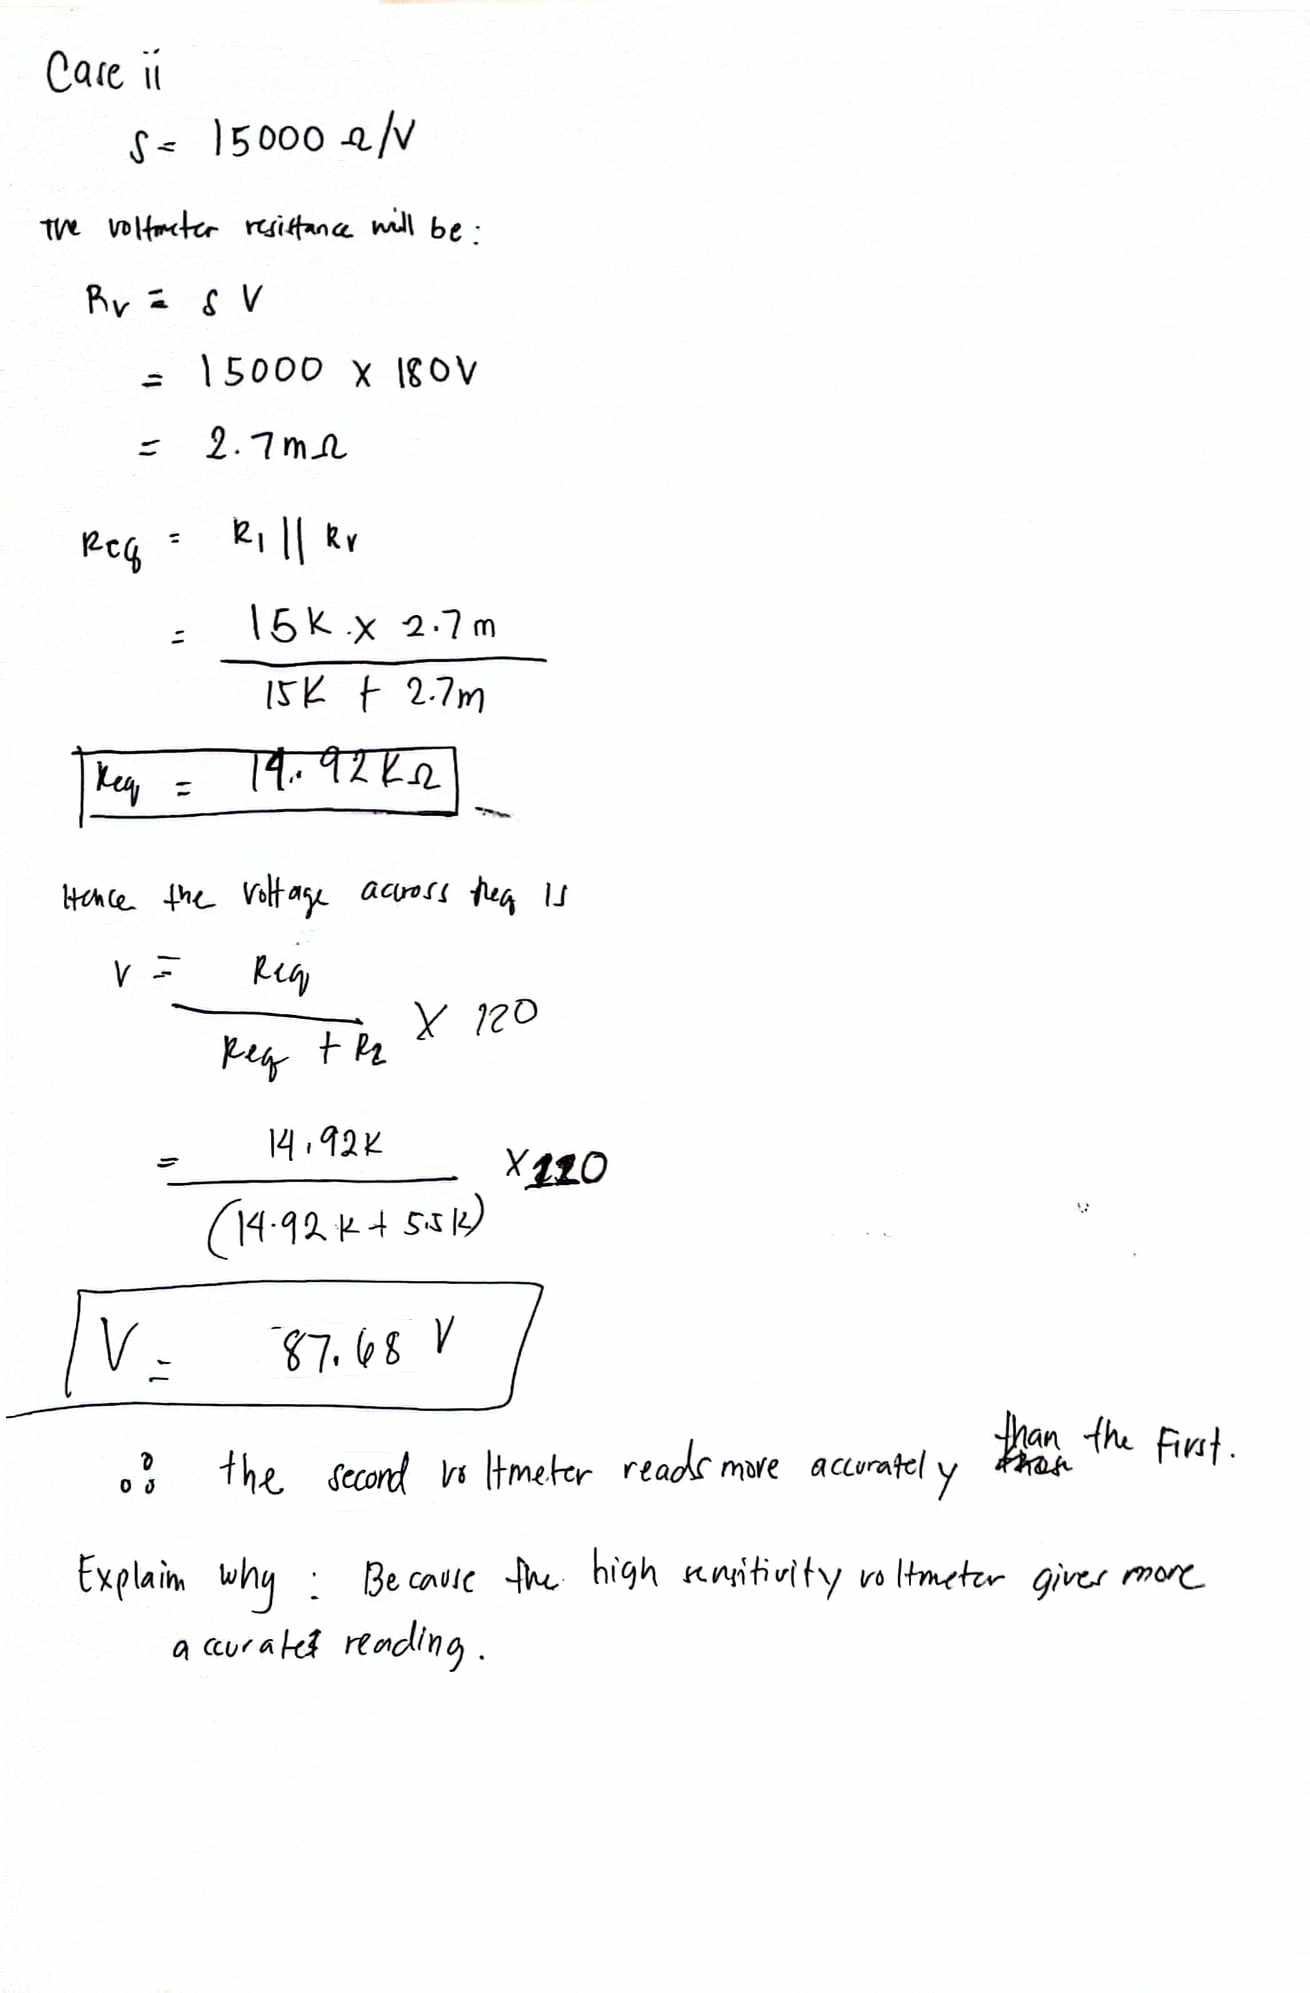 Case ii
S = 15000 Ω/V
The voltmeter resistance will be:
Rv = S V
= 15000 x 180V
= 2.7mΩ
Req = R1 || Rv
= 15K x 2.7m
15K + 2.7m
Req = 14.92KΩ
Hence the voltage across Req is
V = Req
Req + R2 X 120
= 14.92K
X 120
(14.92K + 5.5K)
V = 87.68 V
∴ the second voltmeter reads more accurately than the First.
Explain why : Because the high sensitivity voltmeter gives more
accurate reading.